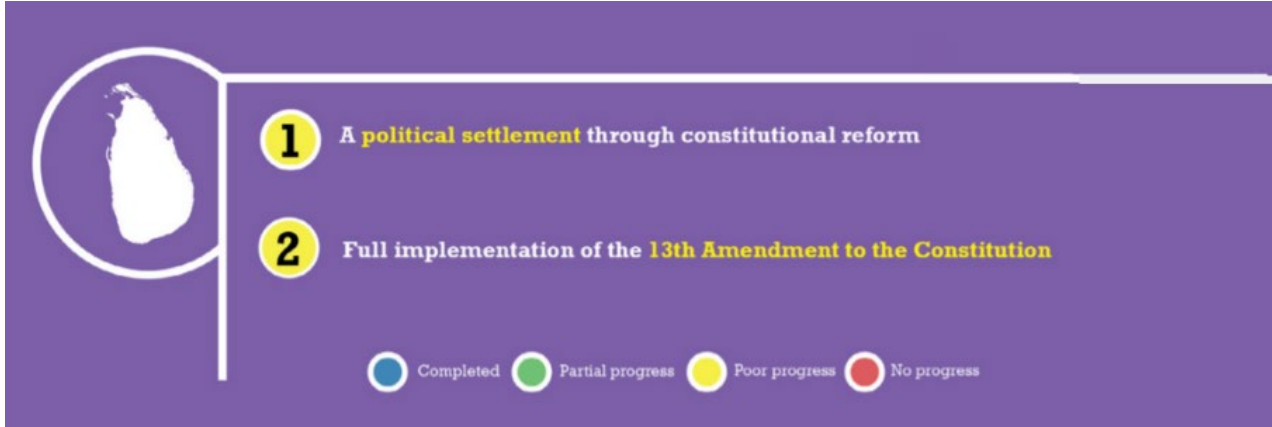 1 A political settlement through constitutional reform
2 Full implementation of the 13th Amendment to the Constitution
Completed Partial progress Poor progress No progress